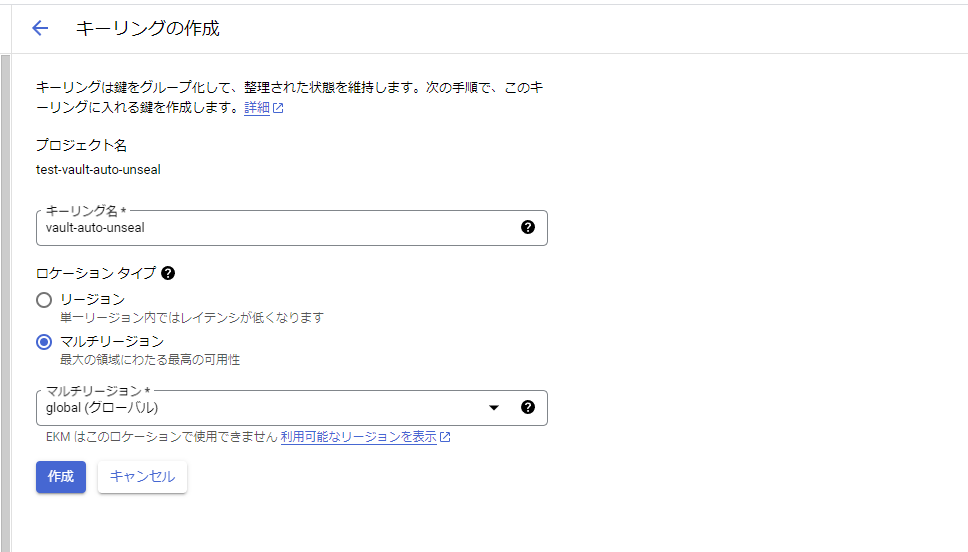 キーリングの作成
キーリングは鍵をグループ化して、整理された状態を維持します。次の手順で、このキ
ーリングに入れる鍵を作成します。詳細
プロジェクト名
test-vault-auto-unseal
キーリング名 *
vault-auto-unseal
ロケーション タイプ
リージョン
単一リージョン内ではレイテンシが低くなります
マルチリージョン
最大の領域にわたる最高の可用性
マルチリージョン *
global (グローバル)
EKM はこのロケーションで使用できません 利用可能なリージョンを表示
作成 キャンセル